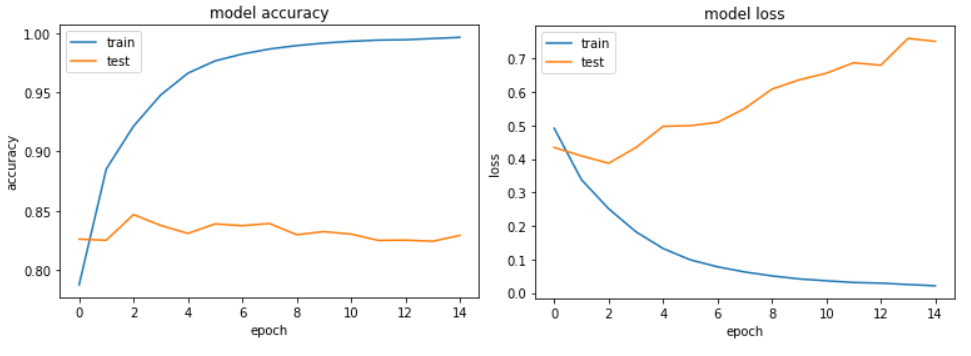 model accuracy
1.00
0.95
0.90
0.85
0.80
accuracy
train
test
0 2 4 6 8 10 12 14
epoch
model loss
0.7
0.6
0.5
0.4
0.3
0.2
0.1
0.0
loss
train
test
0 2 4 6 8 10 12 14
epoch